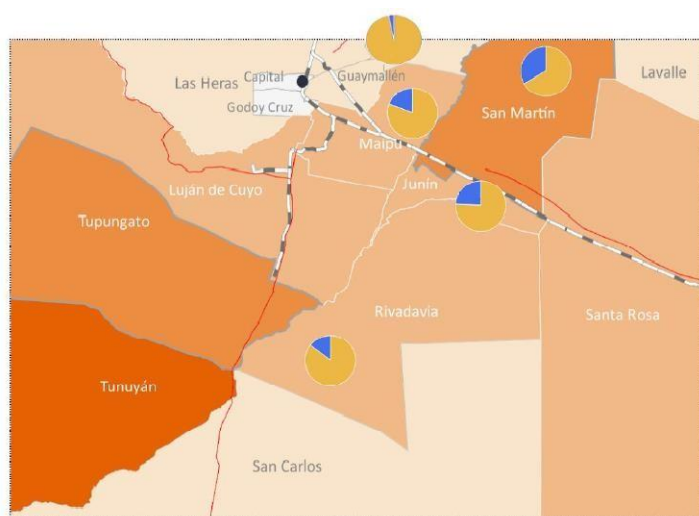 Capital
Las Heras
Guaymallén
Lavalle
Godoy Cruz
San Martín
Maipú
Junín
Luján de Cuyo
Tupungato
Rivadavia
Santa Rosa
Tunuyán
San Carlos